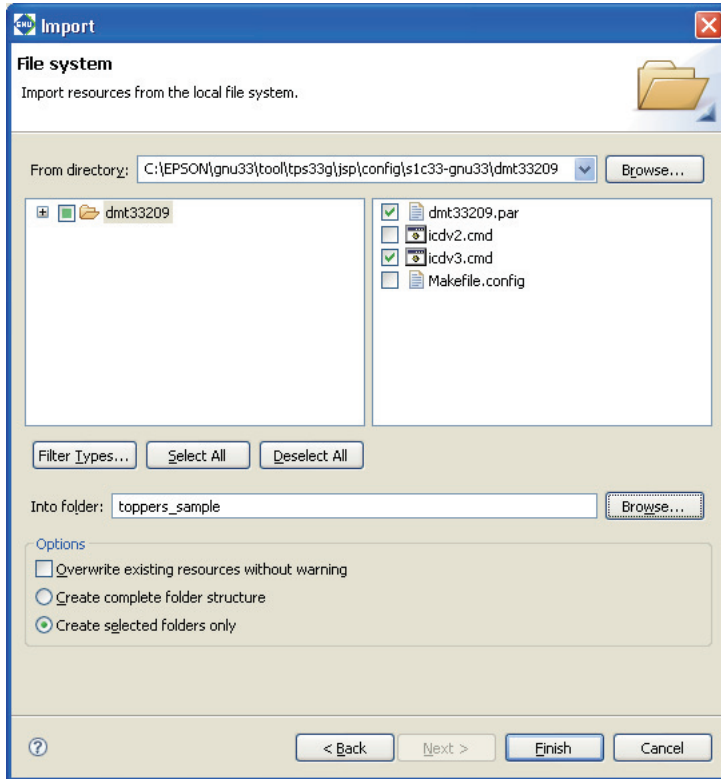 GNU Import
File system
Import resources from the local file system.
From directory: C:\EPSON\gnu33\tool\tps33g\jsp\config\s1c33-gnu33\dmt33209 Browse...
dmt33209
dmt33209.par
icdv2.cmd
icdv3.cmd
Makefile.config
Filter Types... Select All Deselect All
Into folder: toppers_sample Browse...
Options
Overwrite existing resources without warning
Create complete folder structure
Create selected folders only
? < Back Next > Finish Cancel